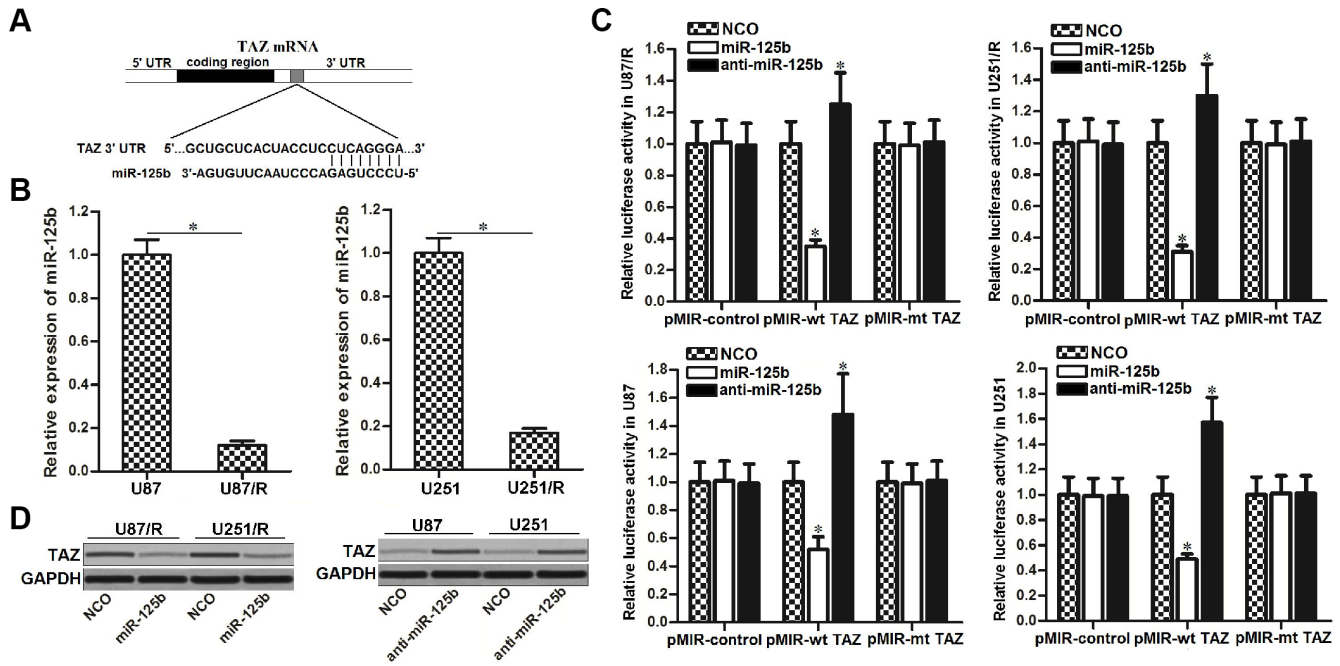 A
TAZ mRNA
5' UTR coding region 3' UTR
TAZ 3' UTR 5'...GCUGCUCACUACCUCCUCAGGGA...3'
miR-125b 3'-AGUGUUCAAUCCCAGAGUCCCU-5'
B
Relative expression of miR-125b
1.2
1.0
0.8
0.6
0.4
0.2
0.0
*
U87 U87/R
Relative expression of miR-125b
1.2
1.0
0.8
0.6
0.4
0.2
0.0
*
U251 U251/R
C
NCO
miR-125b
anti-miR-125b
Relative luciferase activity in U87/R
1.6
1.4
1.2
1.0
0.8
0.6
0.4
0.2
0.0
*
*
pMIR-control pMIR-wt TAZ pMIR-mt TAZ
NCO
miR-125b
anti-miR-125b
Relative luciferase activity in U251/R
1.6
1.4
1.2
1.0
0.8
0.6
0.4
0.2
0.0
*
*
pMIR-control pMIR-wt TAZ pMIR-mt TAZ
NCO
miR-125b
anti-miR-125b
Relative luciferase activity in U87
1.8
1.6
1.4
1.2
1.0
0.8
0.6
0.4
0.2
0.0
*
*
pMIR-control pMIR-wt TAZ pMIR-mt TAZ
NCO
miR-125b
anti-miR-125b
Relative luciferase activity in U251
2.0
1.8
1.6
1.4
1.2
1.0
0.8
0.6
0.4
0.2
0.0
*
*
pMIR-control pMIR-wt TAZ pMIR-mt TAZ
D
U87/R U251/R
TAZ
GAPDH
NCO miR-125b NCO miR-125b
U87 U251
TAZ
GAPDH
NCO anti-miR-125b NCO anti-miR-125b